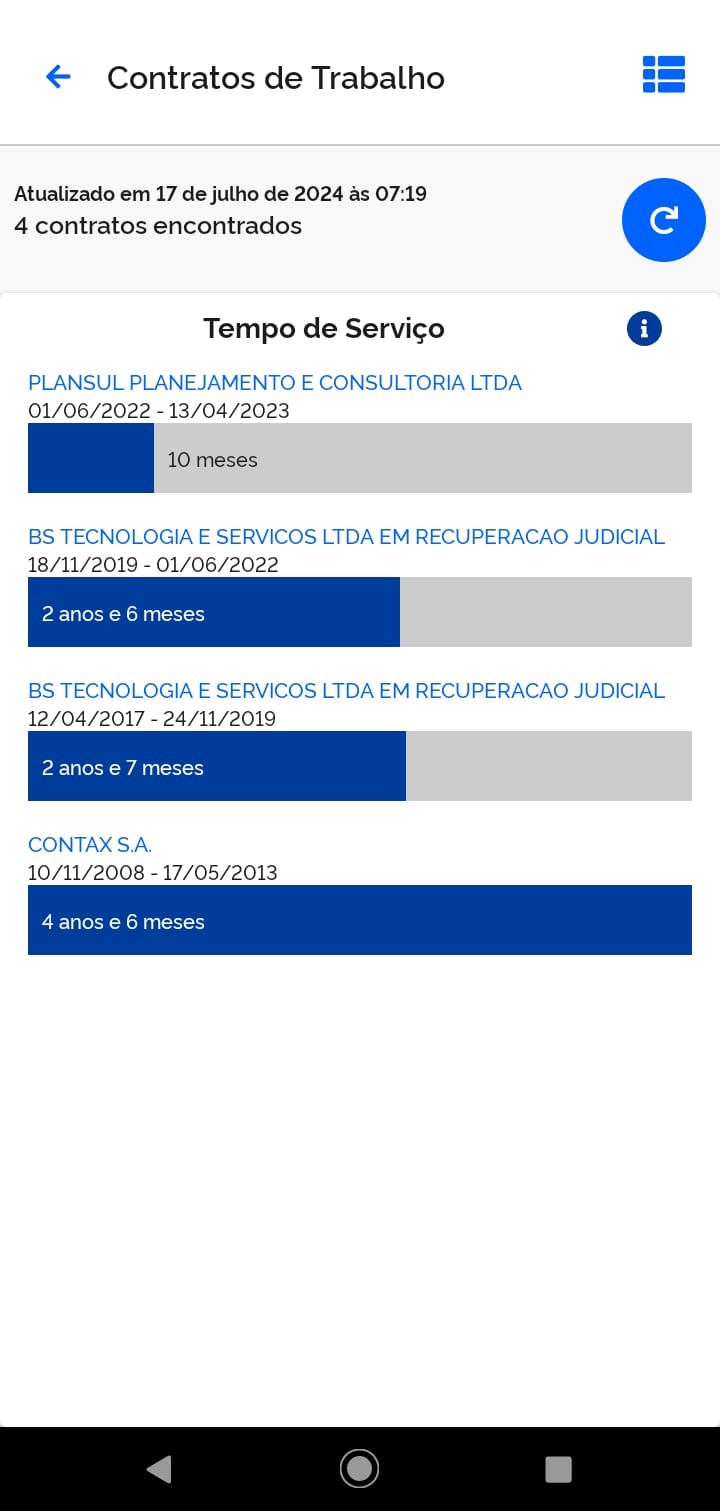 Contratos de Trabalho
Atualizado em 17 de julho de 2024 às 07:19
4 contratos encontrados
Tempo de Serviço
PLANSUL PLANEJAMENTO E CONSULTORIA LTDA
01/06/2022 - 13/04/2023
10 meses
BS TECNOLOGIA E SERVICOS LTDA EM RECUPERACAO JUDICIAL
18/11/2019 - 01/06/2022
2 anos e 6 meses
BS TECNOLOGIA E SERVICOS LTDA EM RECUPERACAO JUDICIAL
12/04/2017 - 24/11/2019
2 anos e 7 meses
CONTAX S.A.
10/11/2008 - 17/05/2013
4 anos e 6 meses